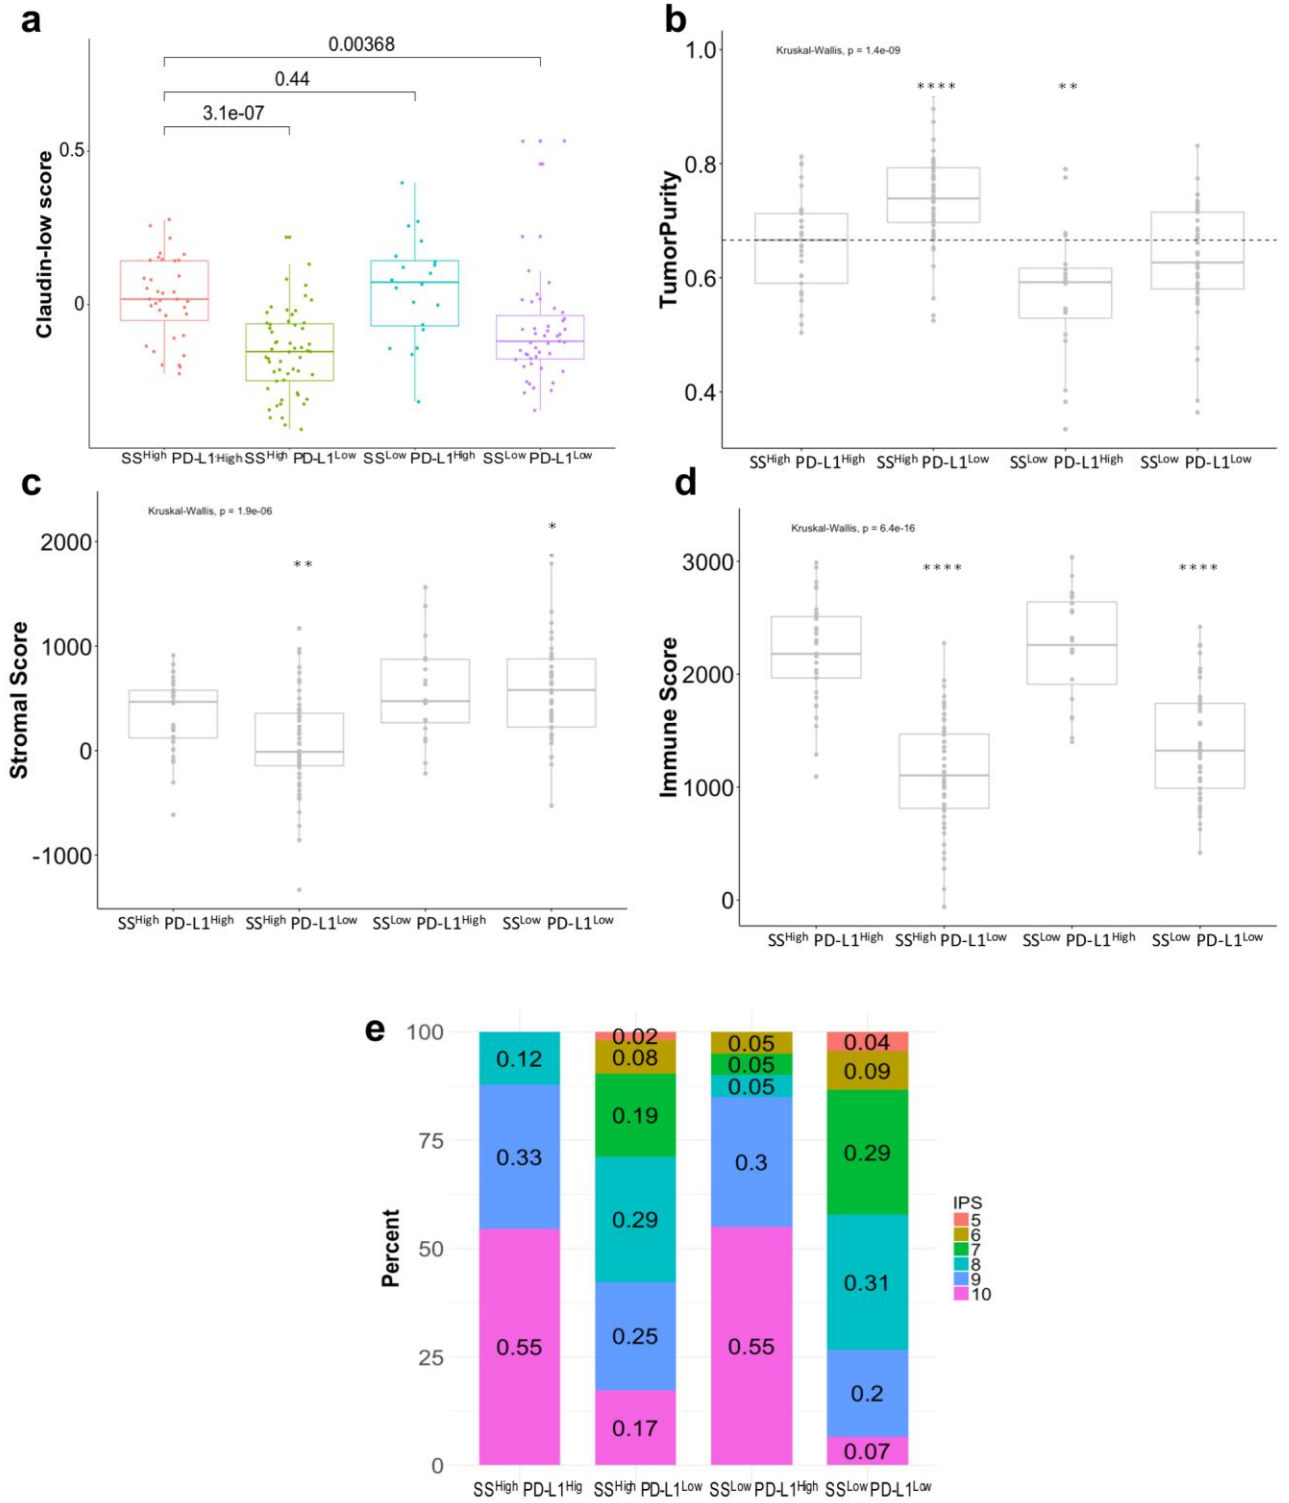 a
0.00368
0.44
3.1e-07
Claudin-low score
0.5
0
SSHigh PD-L1:High SSHigh PD-L1Low SSLow PD-L1High SSLow PD-L1Low
b
Kruskal-Wallis, p = 1.4e-09
**** **
TumorPurity
1.0
0.8
0.6
0.4
SSHigh PD-L1High SSHigh PD-L1Low SSLow PD-L1High SSLow PD-L1Low
c
Kruskal-Wallis, p = 1.9e-06
*
**
Stromal Score
2000
1000
0
-1000
SSHigh PD-L1High SSHigh PD-L1Low SSLow PD-L1High SSLow PD-L1Low
d
Kruskal-Wallis, p = 6.4e-16
**** ****
Immune Score
3000
2000
1000
0
SSHigh PD-L1High SSHigh PD-L1Low SSLow PD-L1High SSLow PD-L1Low
e
Percent
100
75
50
25
0
0.12
0.33
0.55
0.02
0.08
0.19
0.29
0.25
0.17
0.05
0.05
0.05
0.3
0.55
0.04
0.09
0.29
0.31
0.2
0.07
IPS
5
6
7
8
9
10
SSHigh PD-L1Hig SSHigh PD-L1Low SSLow PD-L1High SSLow PD-L1Low